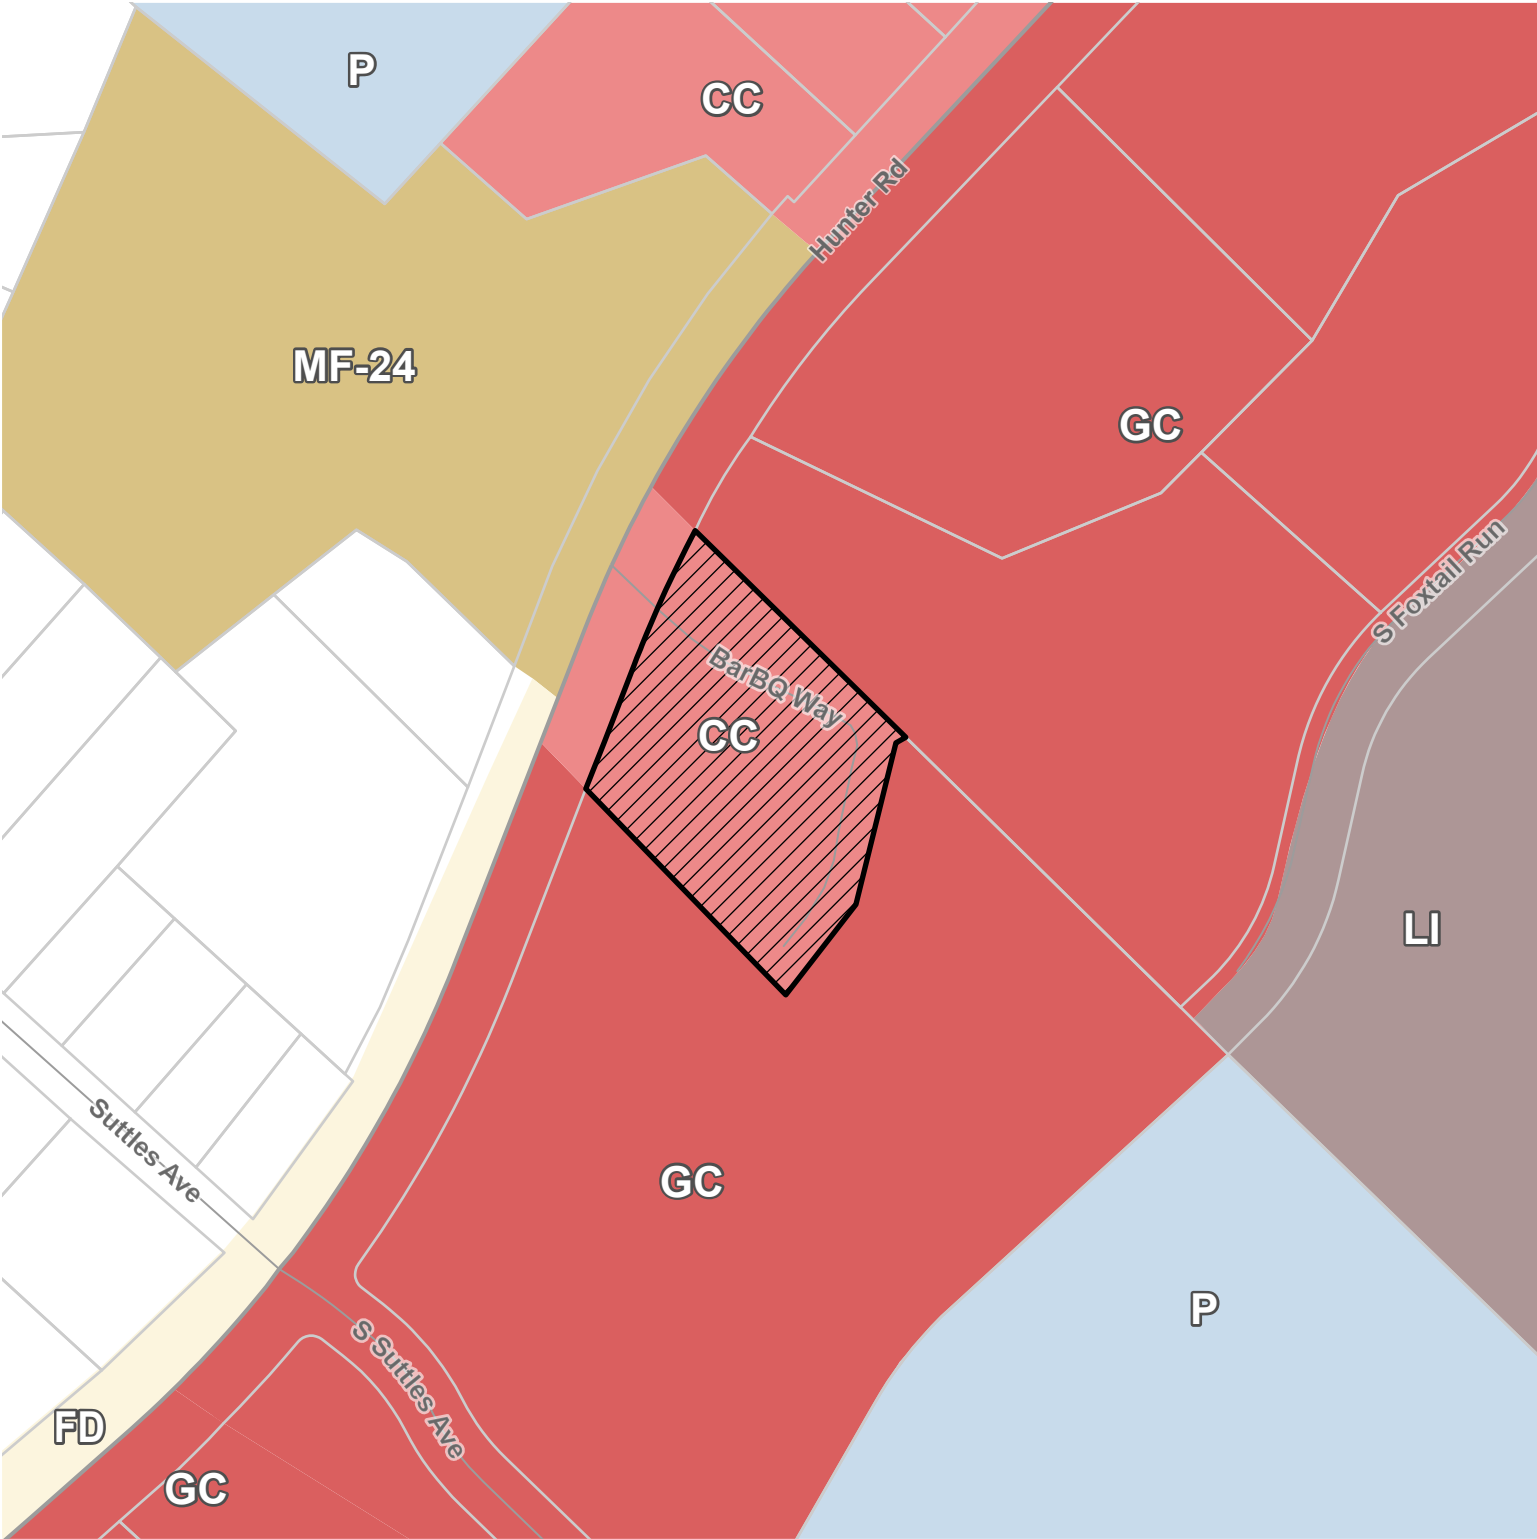 P
CC
Hunter Rd
MF-24
GC
S Foxtail Run
BarBQ Way
CC
LI
Suttles Ave
GC
P
S Suttles Ave
FD
GC